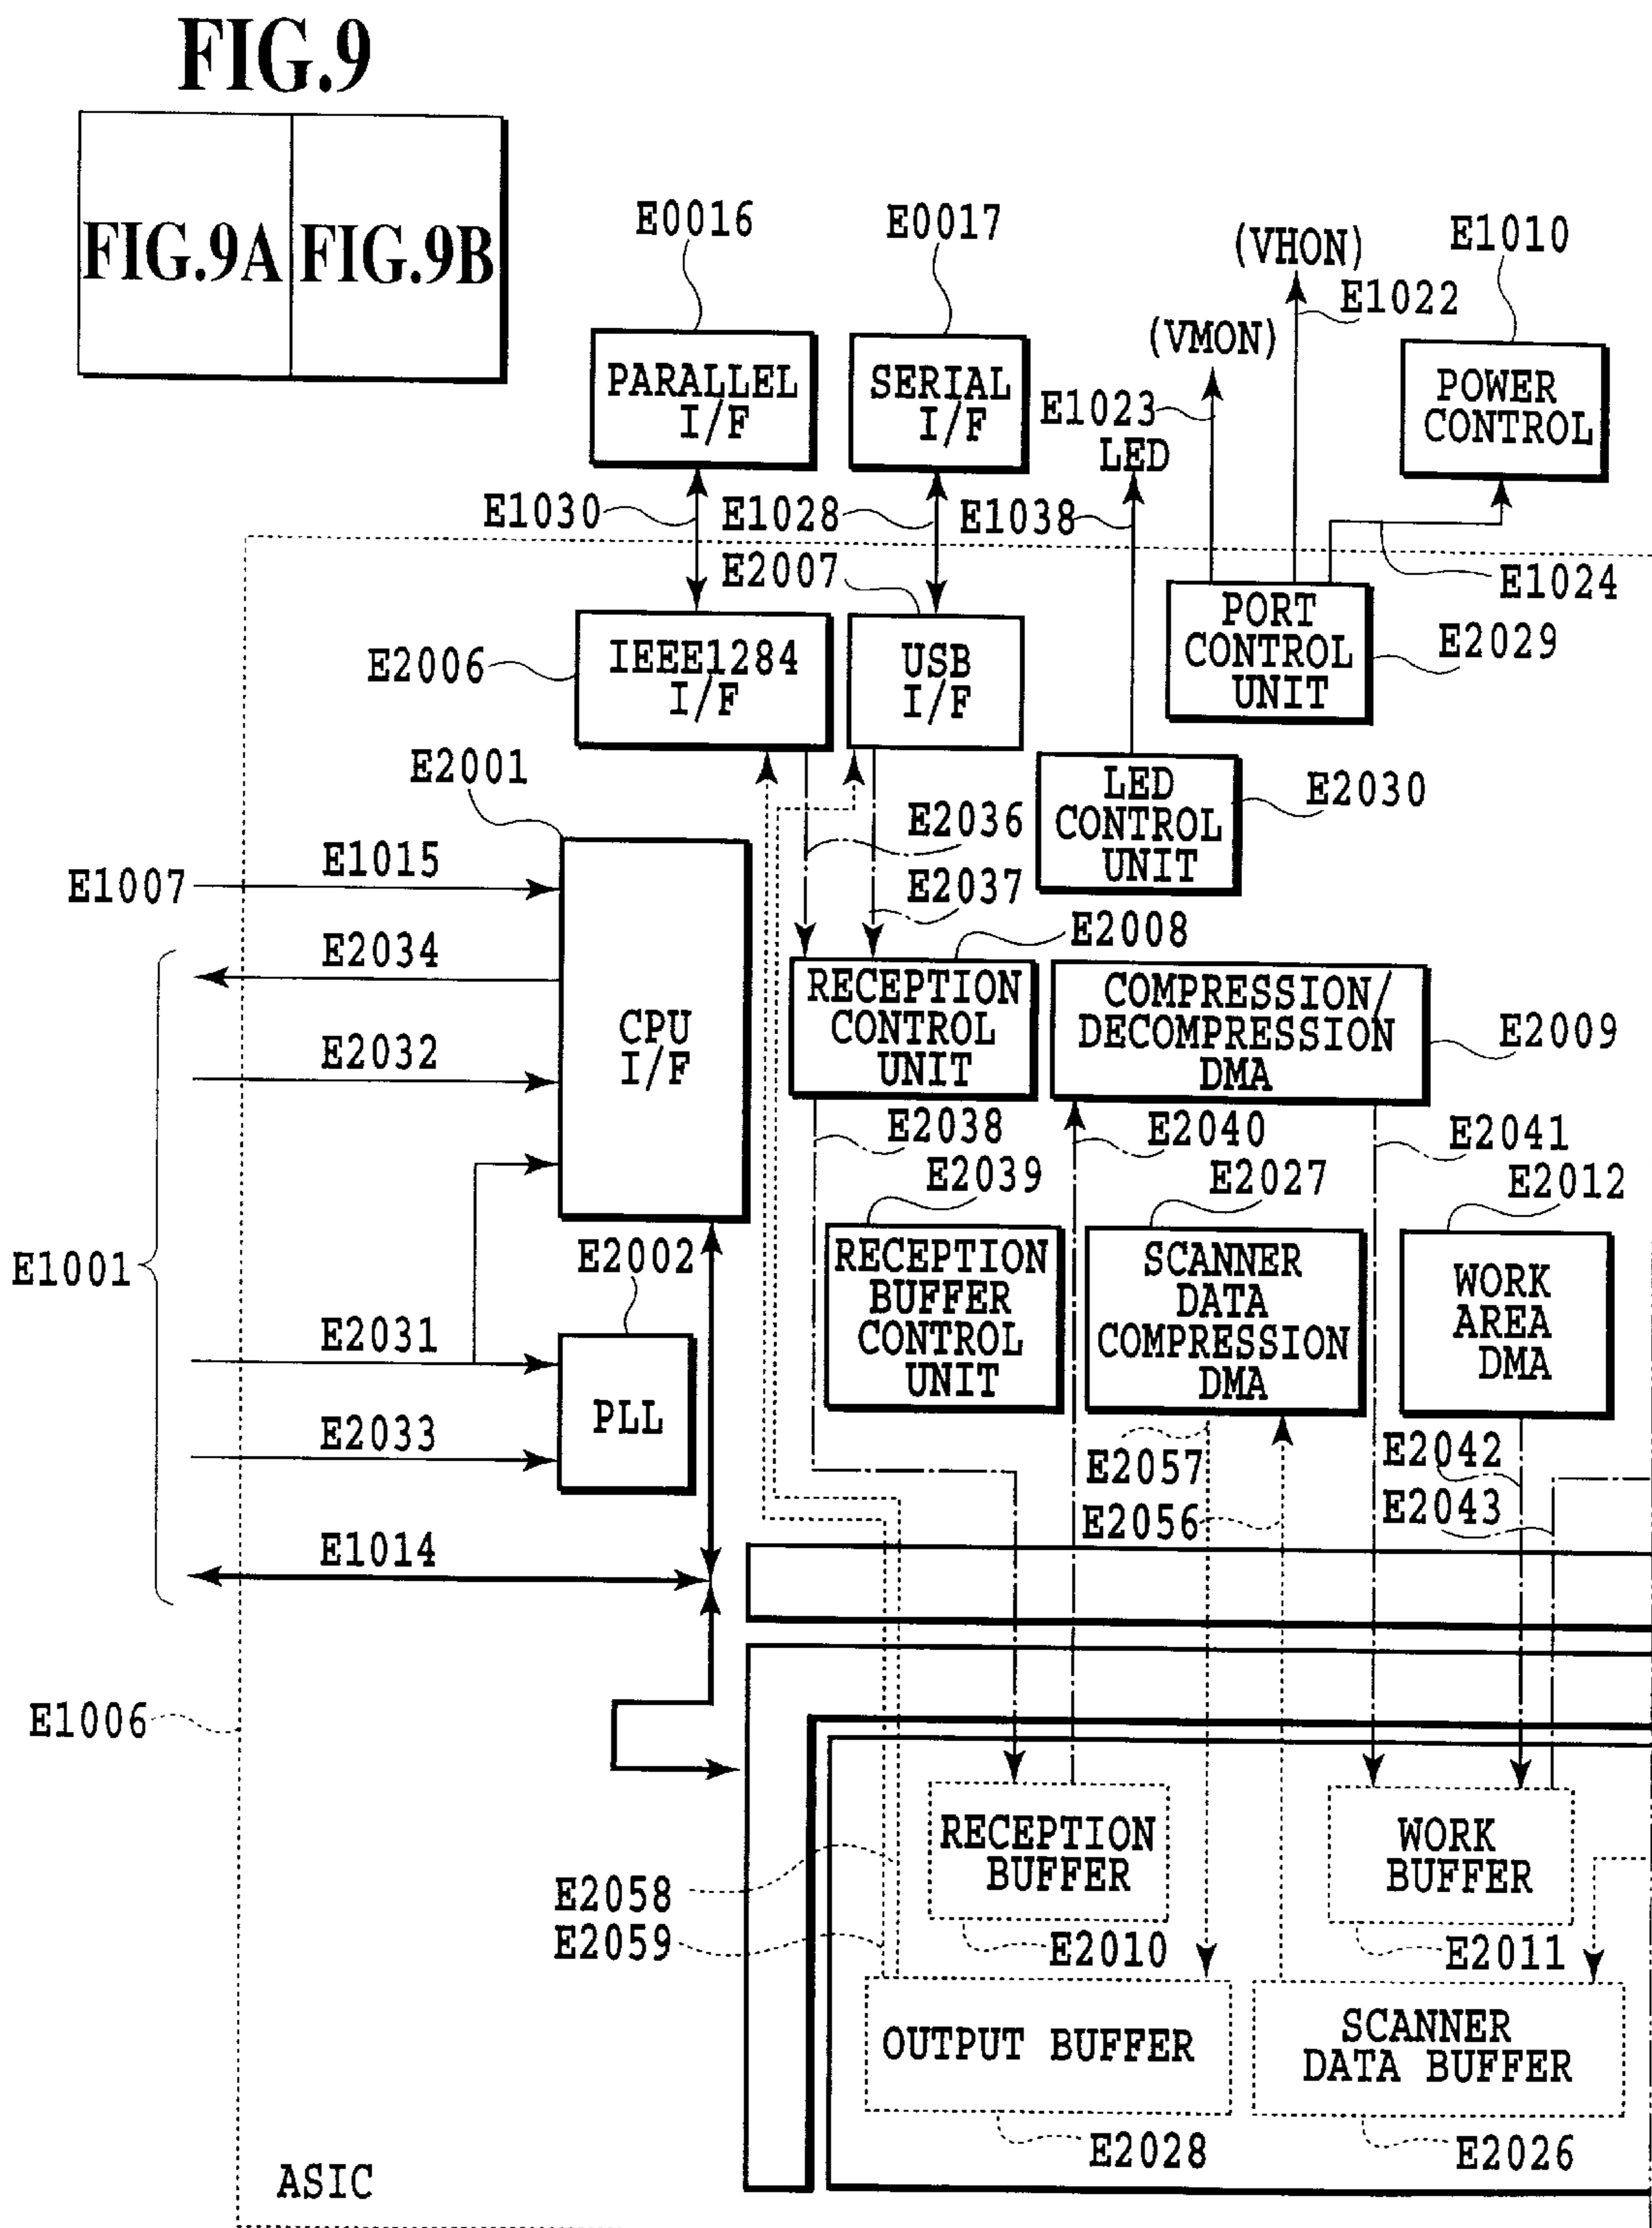 FIG.9
FIG.9A
FIG.9B
E0016
E0017
(VHON)
E1010
E1022
(VMON)
PARALLEL
I/F
SERIAL
I/F
POWER
CONTROL
E1023
LED
E1030
E1028
E1038
E2007
E1024
IEEE1284
I/F
USB
I/F
PORT
CONTROL
UNIT
E2029
E2006
E2001
LED
CONTROL
UNIT
E2030
E2036
E1015
E1007
E2037
E2008
E2034
CPU
I/F
RECEPTION
CONTROL
UNIT
COMPRESSION/
DECOMPRESSION
DMA
E2009
E2032
E2038
E2040
E2041
E2039
E2027
E2012
E1001
E2002
RECEPTION
BUFFER
CONTROL
UNIT
SCANNER
DATA
COMPRESSION
DMA
WORK
AREA
DMA
E2031
PLL
E2033
E2057
E2042
E2056
E2043
E1014
E1006
RECEPTION
BUFFER
WORK
BUFFER
E2058
E2059
E2010
E2011
OUTPUT BUFFER
SCANNER
DATA BUFFER
E2028
E2026
ASIC